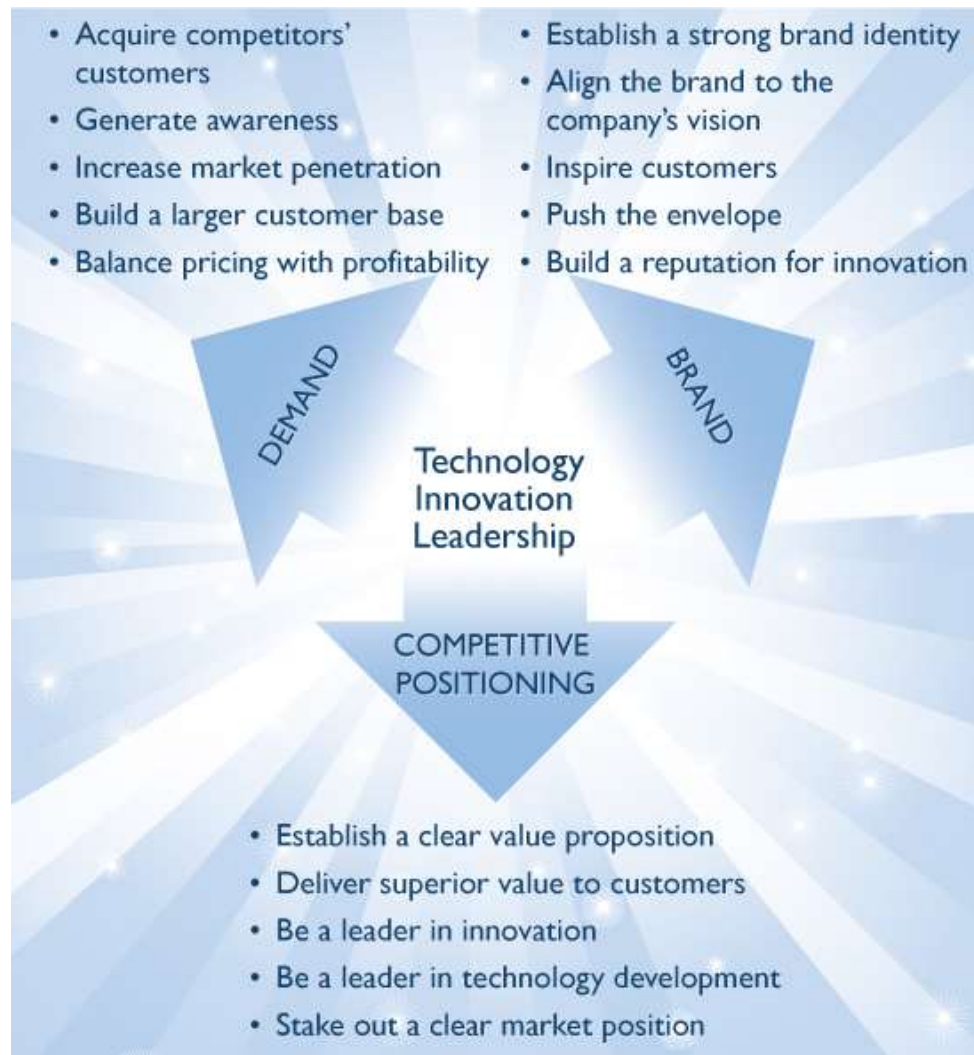 • Acquire competitors'
customers
• Generate awareness
• Increase market penetration
• Build a larger customer base
• Balance pricing with profitability
• Establish a strong brand identity
• Align the brand to the
company's vision
• Inspire customers
• Push the envelope
• Build a reputation for innovation
DEMAND
BRAND
Technology
Innovation
Leadership
COMPETITIVE
POSITIONING
• Establish a clear value proposition
• Deliver superior value to customers
• Be a leader in innovation
• Be a leader in technology development
• Stake out a clear market position